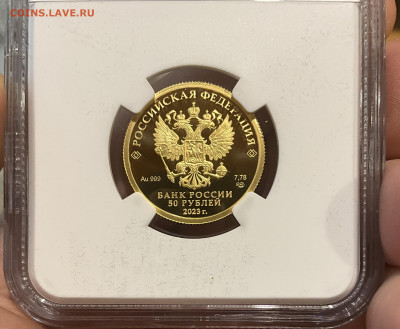 COINS.LAVE.RU
РОССИЙСКАЯ ФЕДЕРАЦИЯ
Au 999
7,78
БАНК РОССИИ
50 РУБЛЕЙ
2023 г.